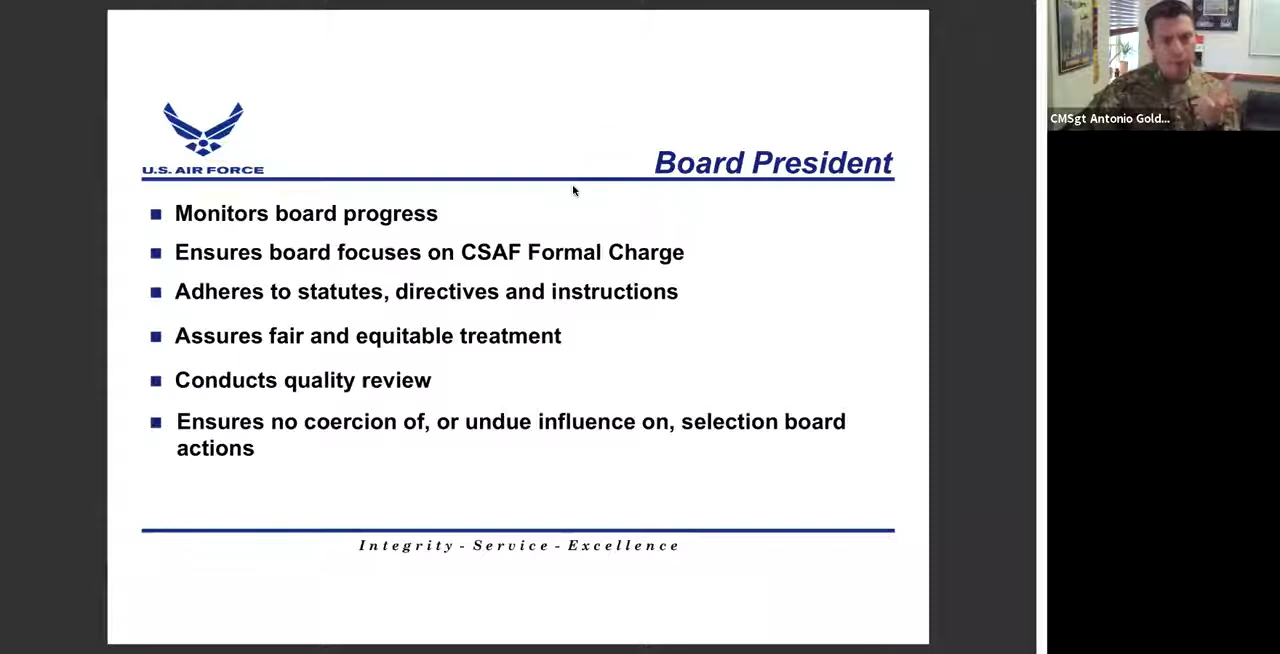 U.S. AIR FORCE
Board President
Monitors board progress
Ensures board focuses on CSAF Formal Charge
Adheres to statutes, directives and instructions
Assures fair and equitable treatment
Conducts quality review
Ensures no coercion of, or undue influence on, selection board
actions
Integrity - Service - Excellence
CMSgt Antonio Gold...